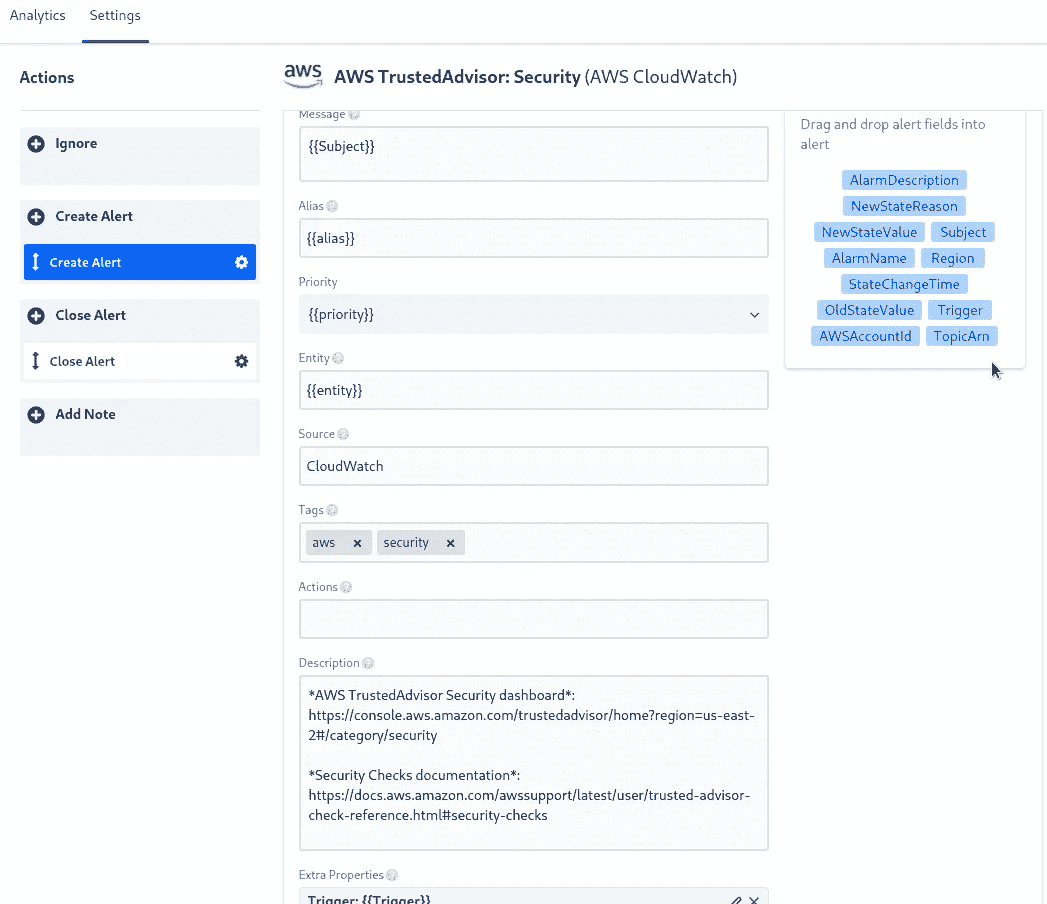 Analytics
Settings
Actions
Ignore
Create Alert
Create Alert
Close Alert
Close Alert
Add Note
aws
AWS TrustedAdvisor: Security (AWS CloudWatch)
Message
{{Subject}}
Alias
{{alias}}
Priority
{{priority}}
Entity
{{entity}}
Source
CloudWatch
Tags
aws × security ×
Actions
Description
*AWS TrustedAdvisor Security dashboard*:
https://console.aws.amazon.com/trustedadvisor/home?region=us-east-
2#/category/security
*Security Checks documentation*:
https://docs.aws.amazon.com/awssupport/latest/user/trusted-advisor-
check-reference.html#security-checks
Extra Properties
Trigger: {{Trigger}}
Drag and drop alert fields into
alert
AlarmDescription
NewStateReason
NewStateValue Subject
AlarmName Region
StateChangeTime
OldStateValue Trigger
AWSAccountId TopicArn